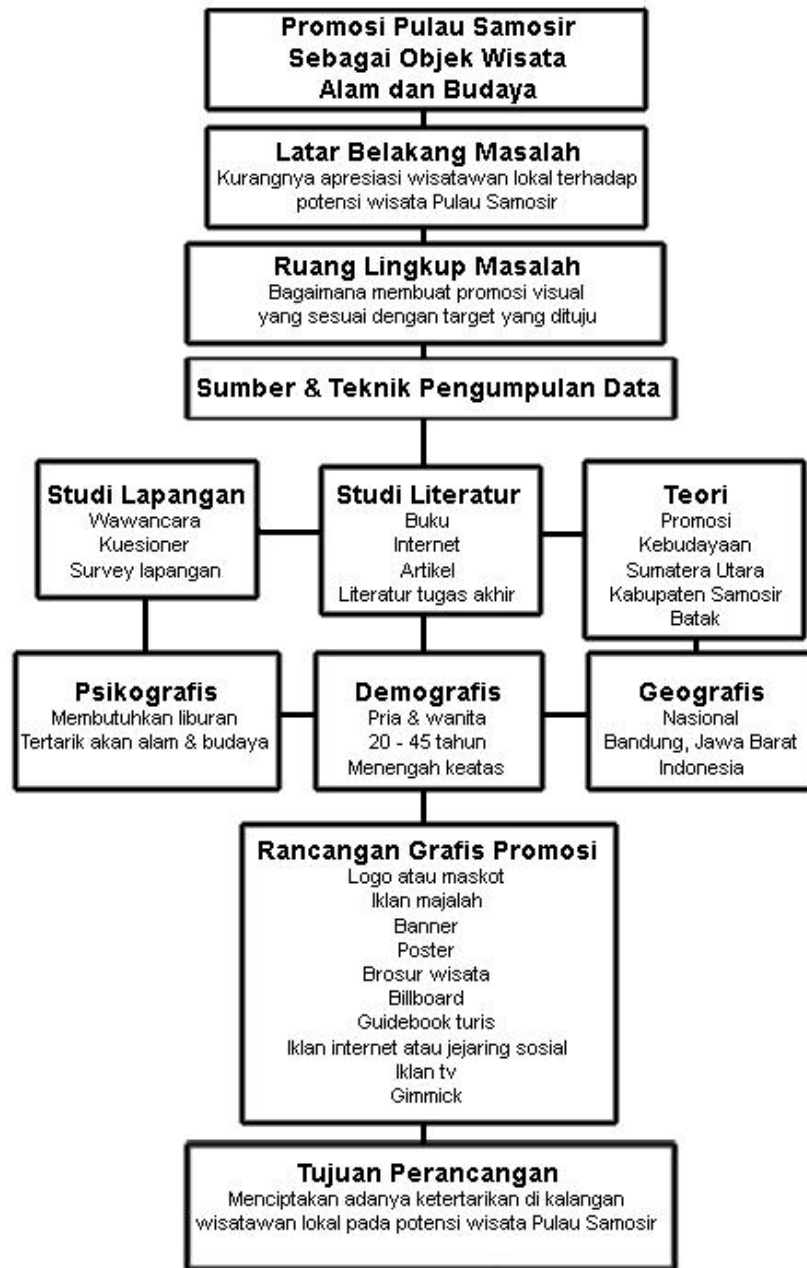 Promosi Pulau Samosir
Sebagai Objek Wisata
Alam dan Budaya
Latar Belakang Masalah
Kurangnya apresiasi wisatawan lokal terhadap
potensi wisata Pulau Samosir
Ruang Lingkup Masalah
Bagaimana membuat promosi visual
yang sesuai dengan target yang dituju
Sumber & Teknik Pengumpulan Data
Studi Lapangan
Wawancara
Kuesioner
Survey lapangan
Studi Literatur
Buku
Internet
Artikel
Literatur tugas akhir
Teori
Promosi
Kebudayaan
Sumatera Utara
Kabupaten Samosir
Batak
Psikografis
Membutuhkan liburan
Tertarik akan alam & budaya
Demografis
Pria & wanita
20 - 45 tahun
Menengah keatas
Geografis
Nasional
Bandung, Jawa Barat
Indonesia
Rancangan Grafis Promosi
Logo atau maskot
Iklan majalah
Banner
Poster
Brosur wisata
Billboard
Guidebook turis
Iklan internet atau jejaring sosial
Iklan tv
Gimmick
Tujuan Perancangan
Menciptakan adanya ketertarikan di kalangan
wisatawan lokal pada potensi wisata Pulau Samosir